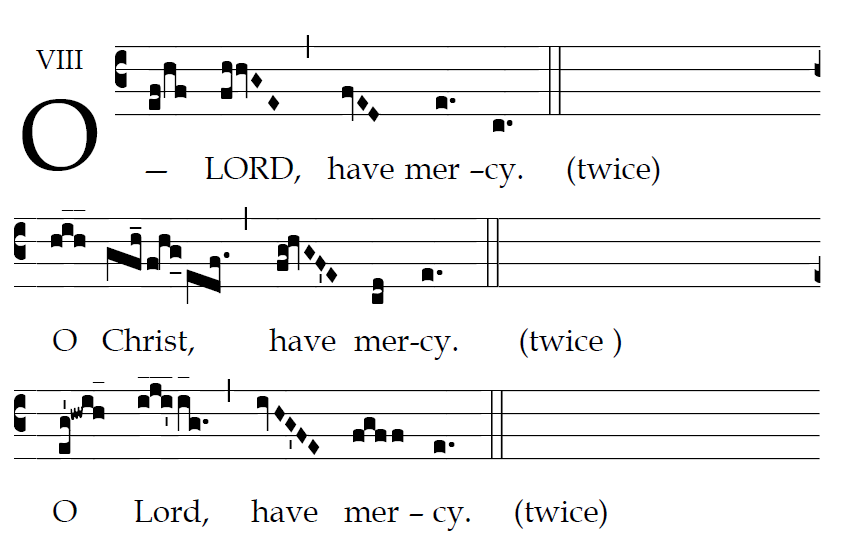 VIII
O
— LORD, have mer –cy. (twice)
O Christ, have mer-cy. (twice )
O Lord, have mer – cy. (twice)